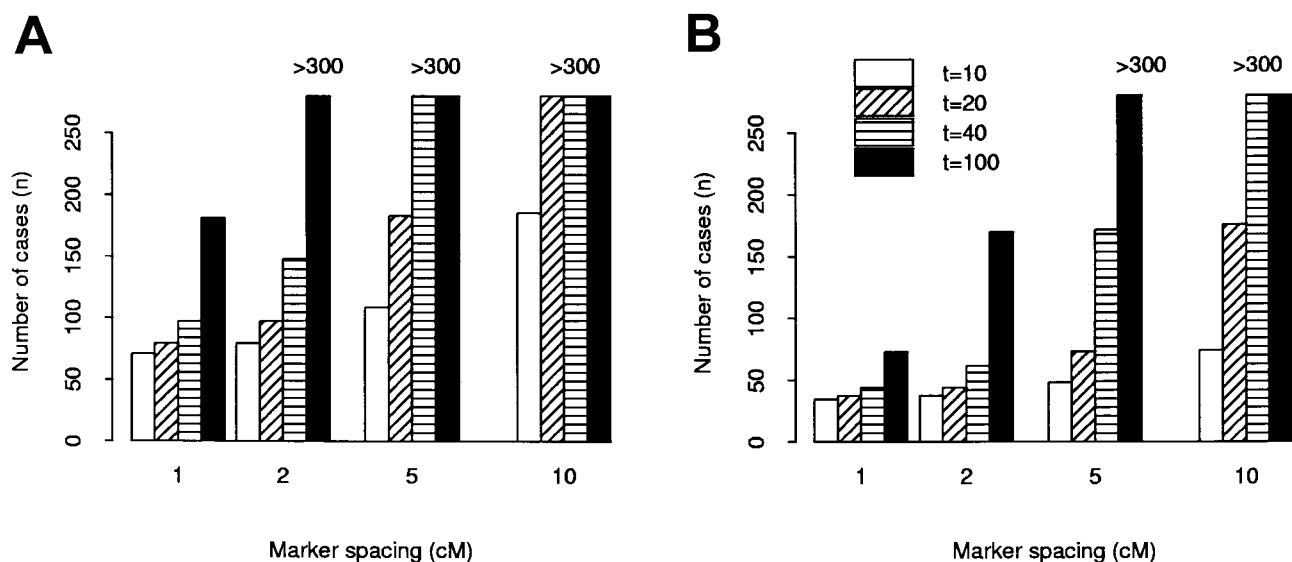 A
>300 >300 >300
250
200
150
100
50
0
Number of cases (n)
1 2 5 10
Marker spacing (cM)
B
>300 >300
t=10
t=20
t=40
t=100
250
200
150
100
50
0
Number of cases (n)
1 2 5 10
Marker spacing (cM)